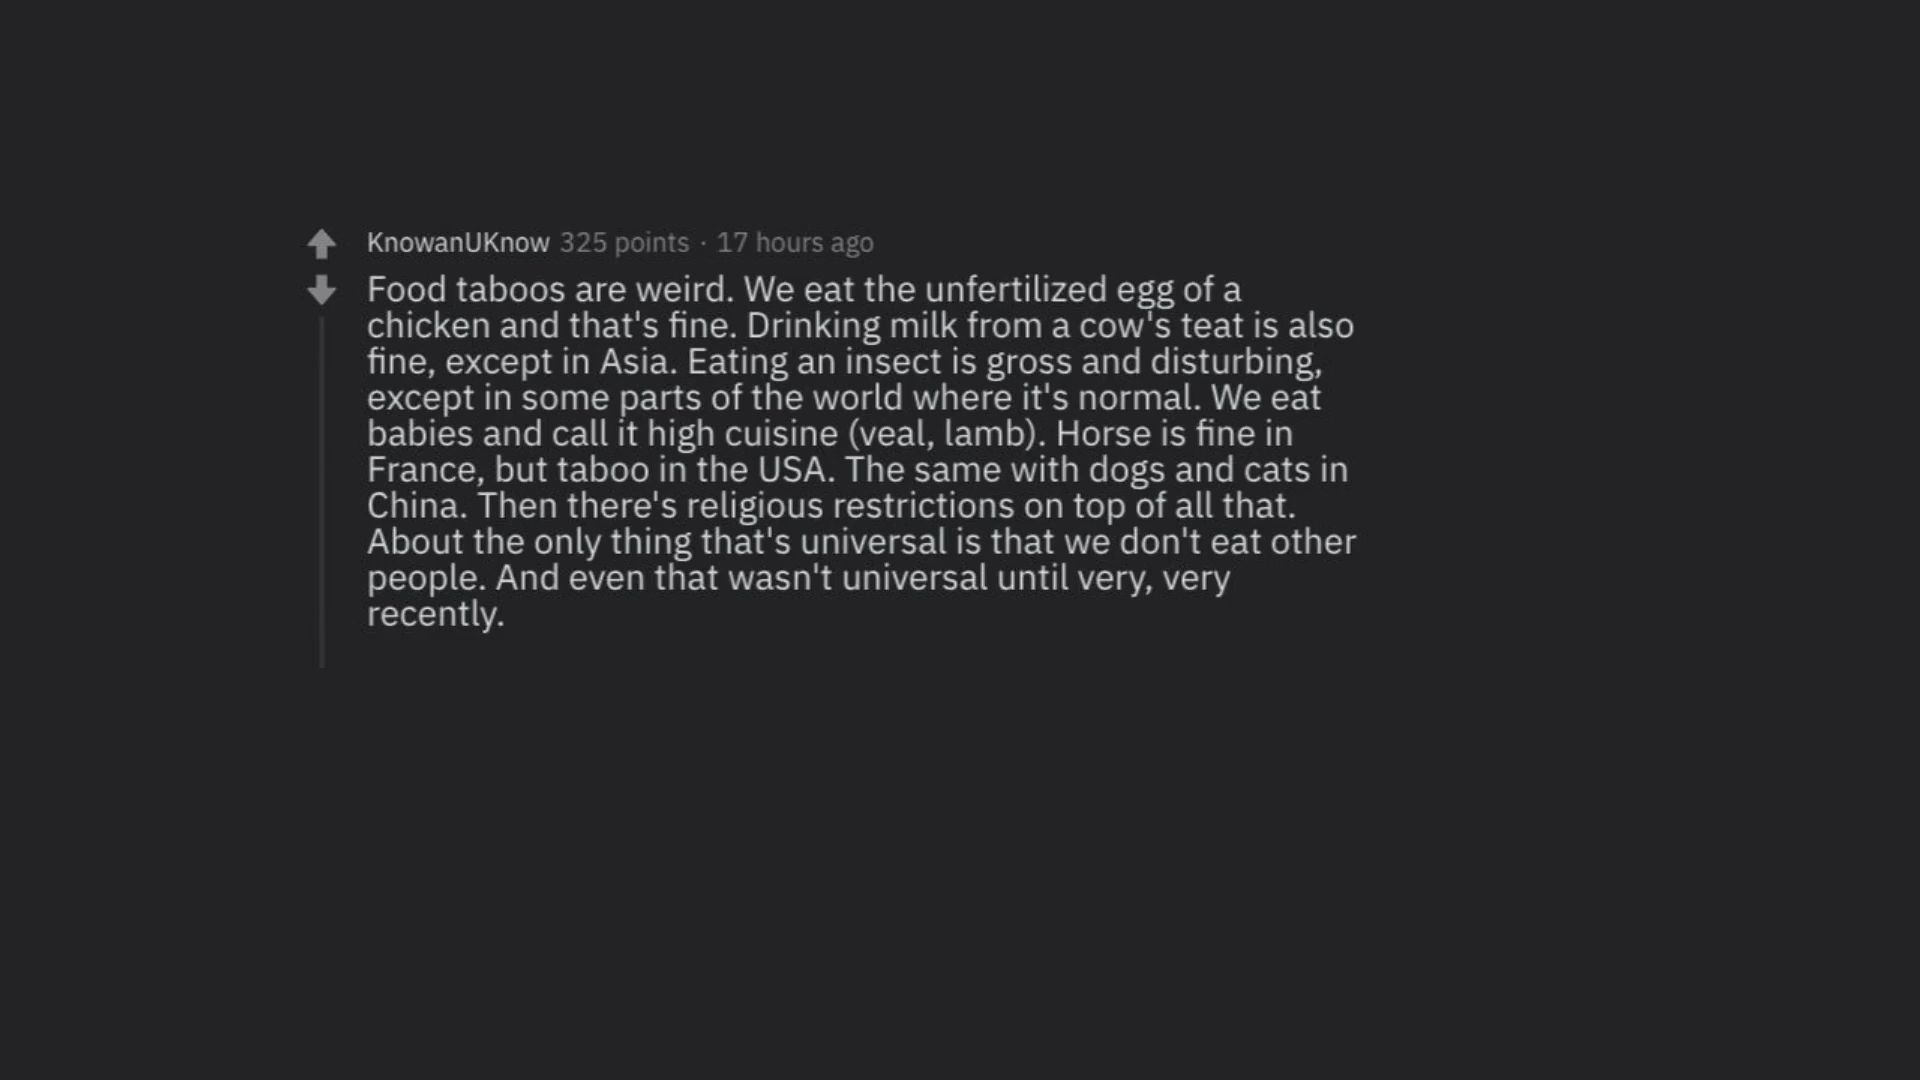 KnowanUKnow 325 points · 17 hours ago
Food taboos are weird. We eat the unfertilized egg of a
chicken and that's fine. Drinking milk from a cow's teat is also
fine, except in Asia. Eating an insect is gross and disturbing,
except in some parts of the world where it's normal. We eat
babies and call it high cuisine (veal, lamb). Horse is fine in
France, but taboo in the USA. The same with dogs and cats in
China. Then there's religious restrictions on top of all that.
About the only thing that's universal is that we don't eat other
people. And even that wasn't universal until very, very
recently.